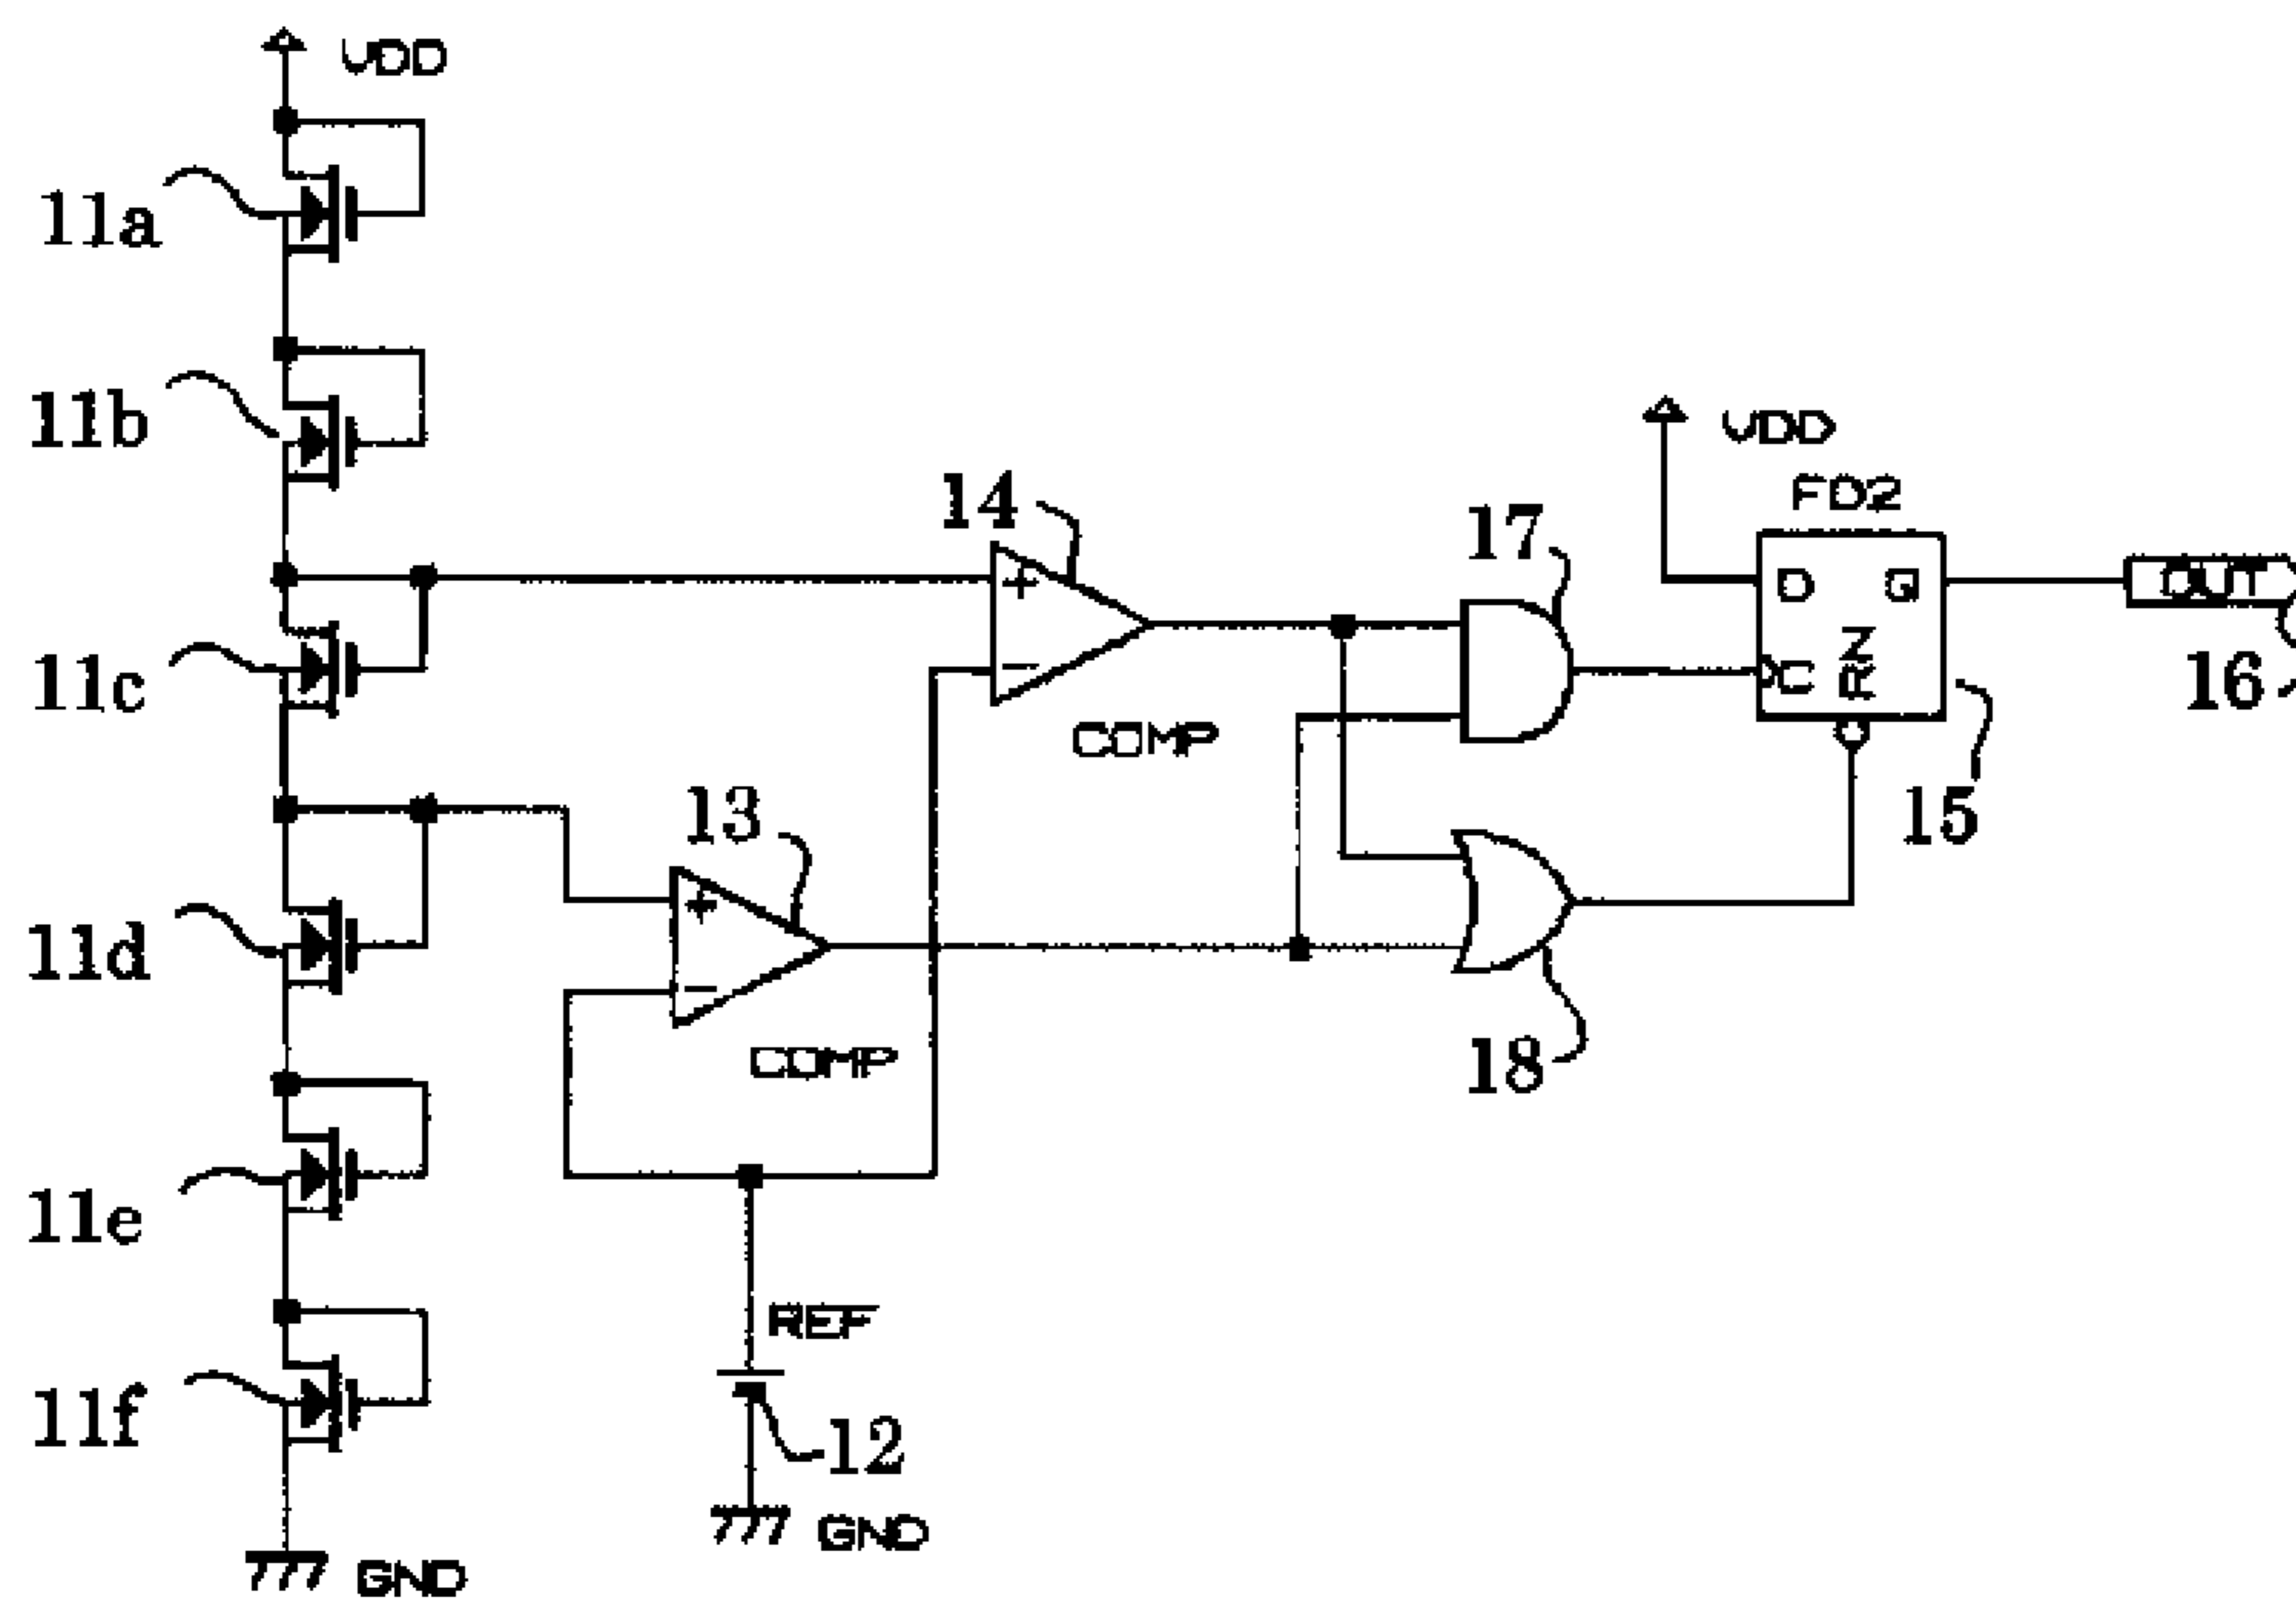 VDD
11a
11b
14
17
VDD
FD2
+
D
Q
OUT
Z
C
R
16
11c
−
COMP
13
15
+
11d
−
COMP
18
11e
REF
11f
12
GND
GND